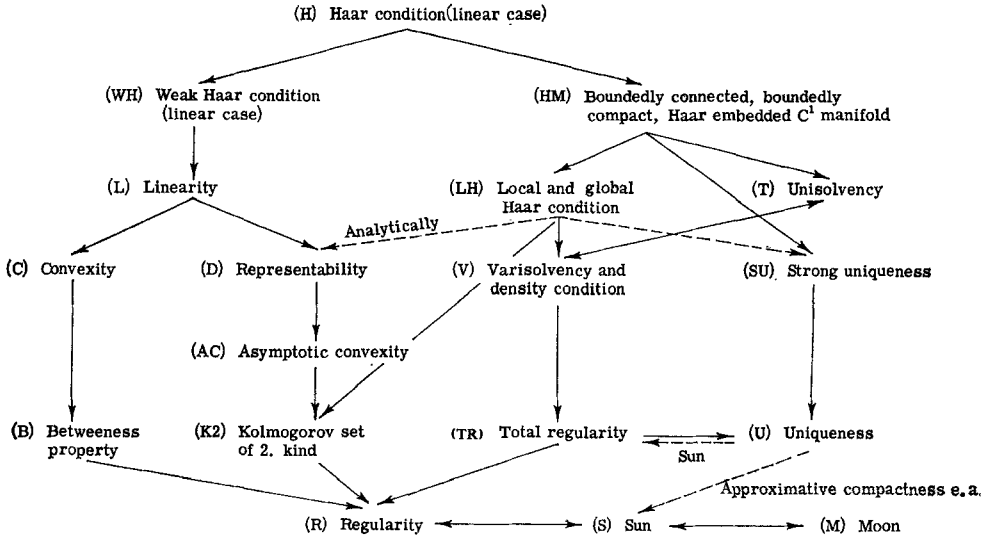 (H) Haar condition(linear case)
(WH) Weak Haar condition
(linear case)
(HM) Boundedly connected, boundedly
compact, Haar embedded C¹ manifold
(L) Linearity
(LH) Local and global
Haar condition
(T) Unisolvency
Analytically
(C) Convexity
(D) Representability
(V) Varisolvency and
density condition
(SU) Strong uniqueness
(AC) Asymptotic convexity
(B) Betweeness
property
(K2) Kolmogorov set
of 2. kind
(TR) Total regularity
(U) Uniqueness
Sun
Approximative compactness e.a.
(R) Regularity
(S) Sun
(M) Moon